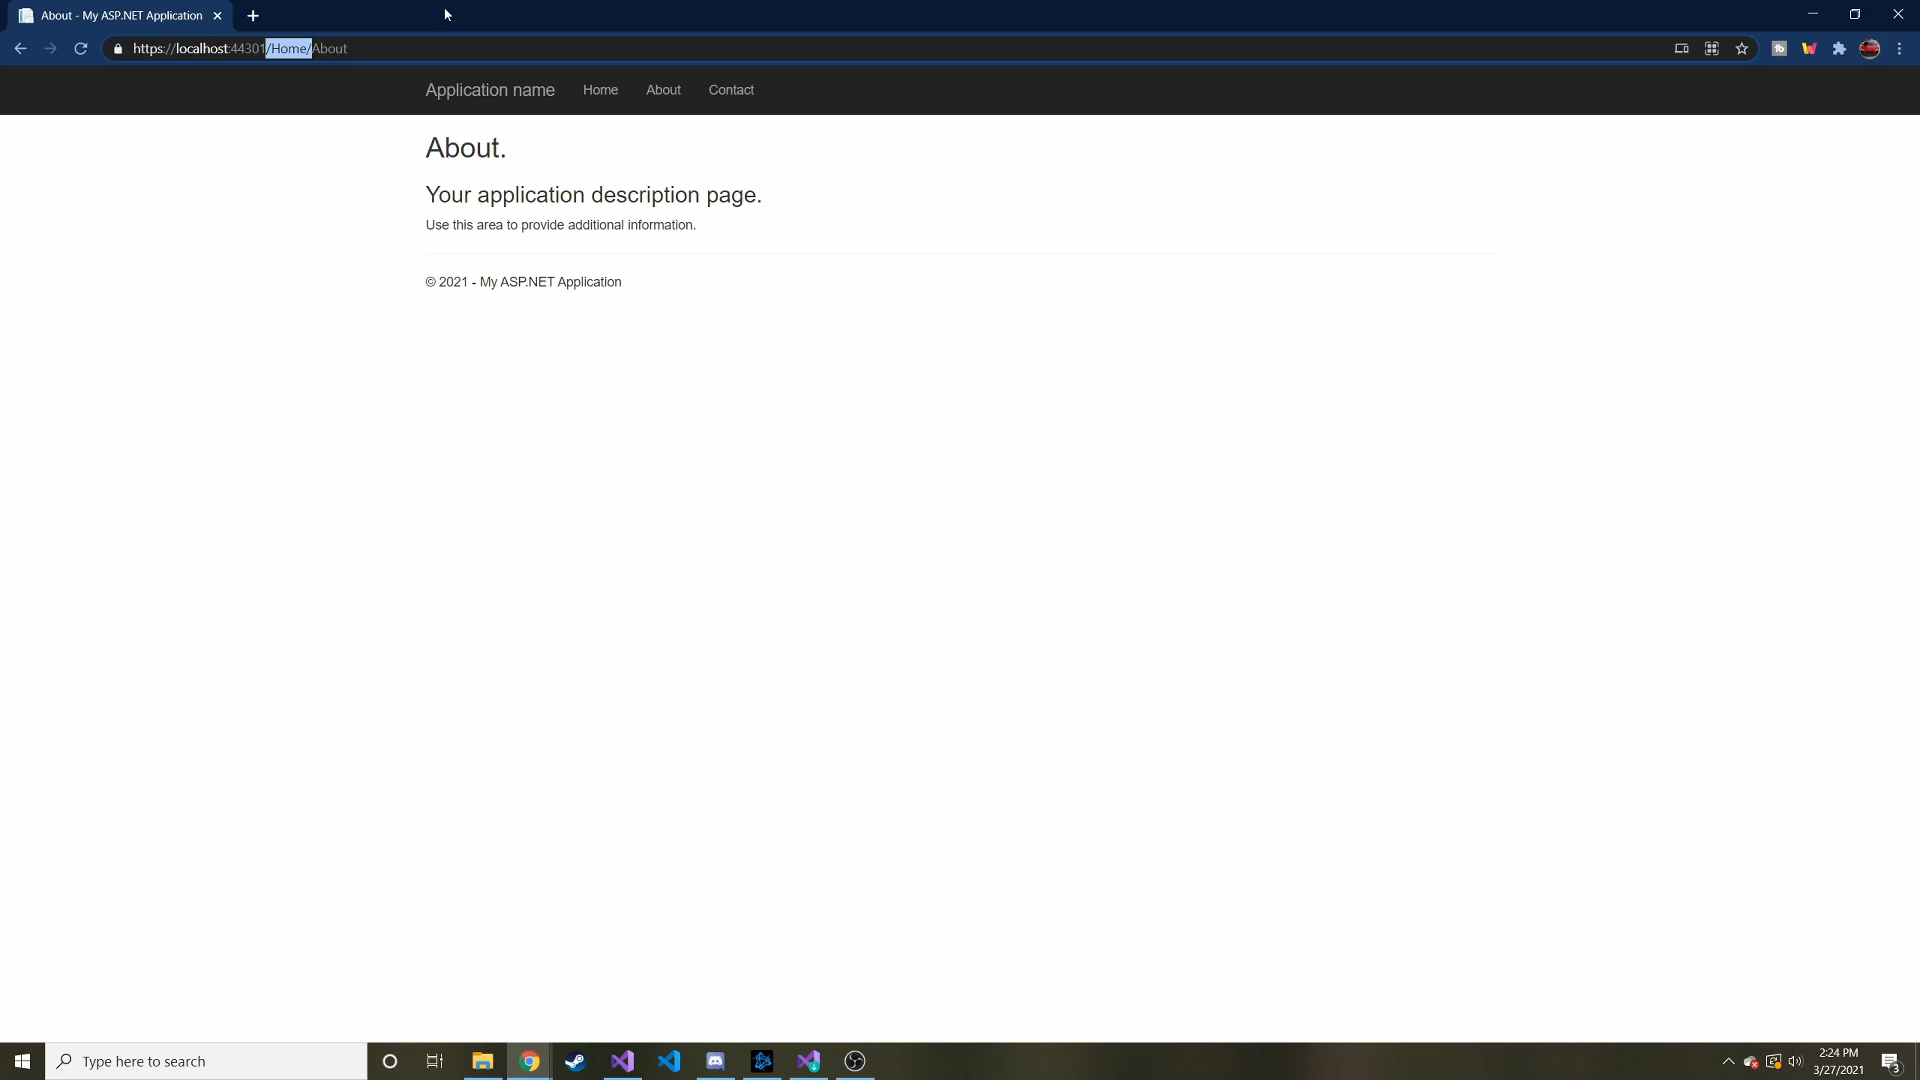 About - My ASP.NET Application
https://localhost:44301/Home/About
Application name Home About Contact
About.
Your application description page.
Use this area to provide additional information.
© 2021 - My ASP.NET Application
Type here to search
2:24 PM
3/27/2021
3